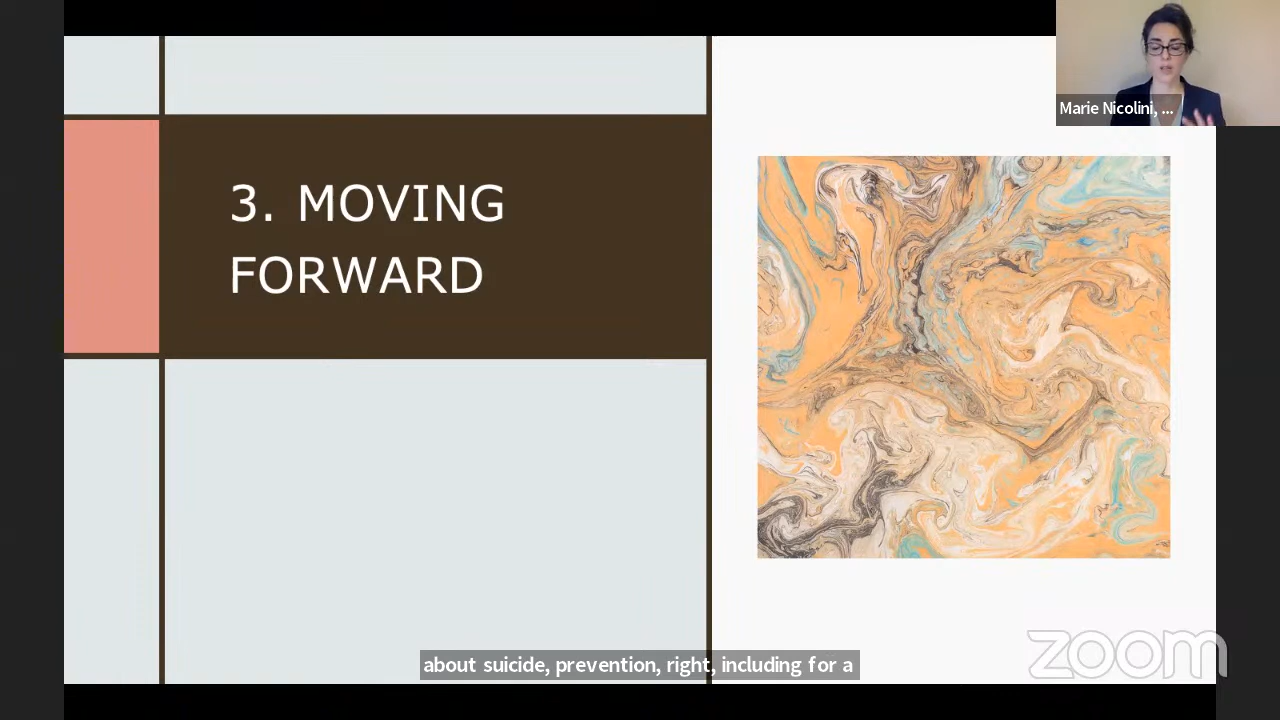 Marie Nicolini, ...
3. MOVING
FORWARD
about suicide, prevention, right, including for a
zoom